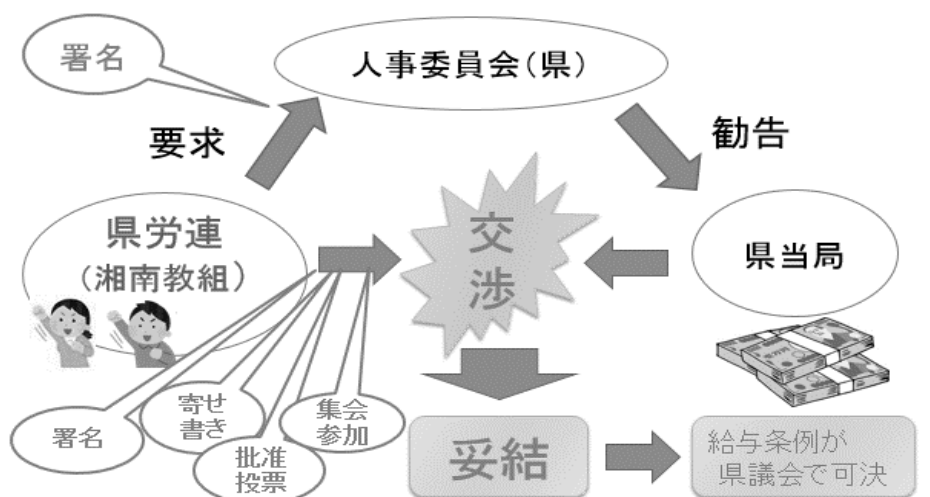 署名
人事委員会(県)
要求
勧告
県労連
(湘南教組)
交
渉
県当局
署名
寄せ
書き
批准
投票
集会
参加
妥結
給与条例が
県議会で可決